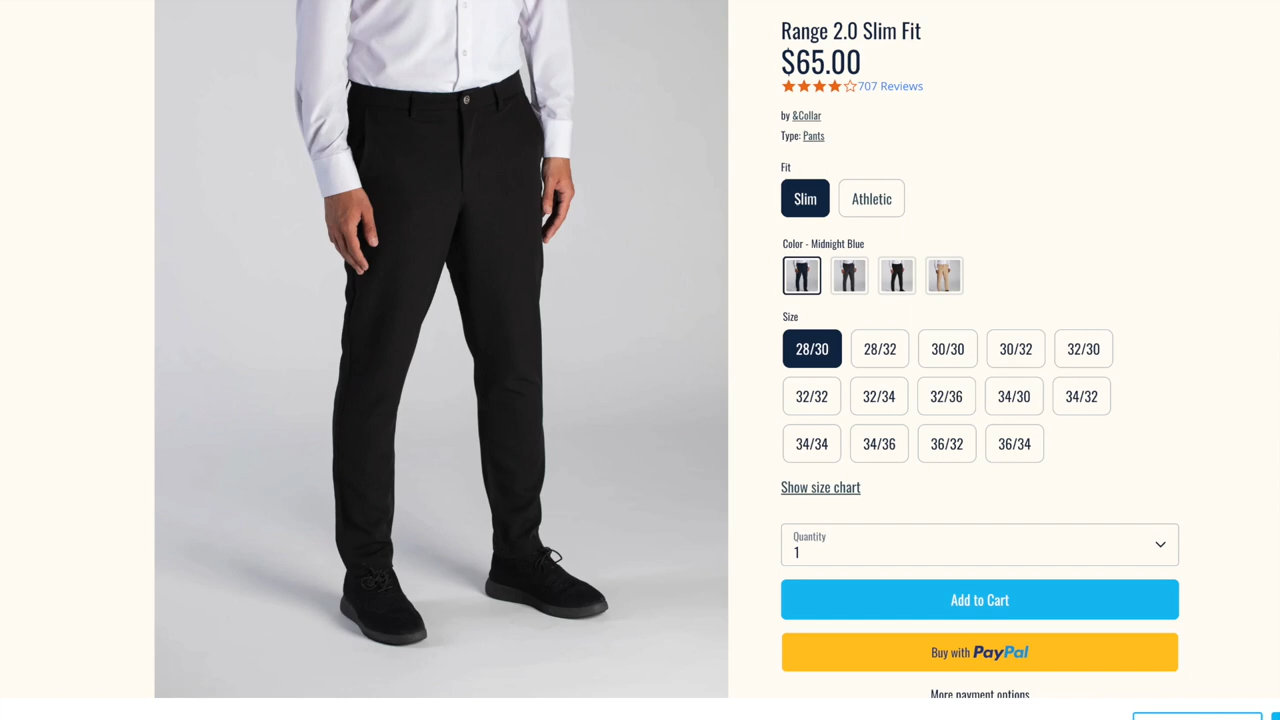 Range 2.0 Slim Fit
$65.00
707 Reviews
by &Collar
Type: Pants
Fit
Slim Athletic
Color - Midnight Blue
Size
28/30 28/32 30/30 30/32 32/30
32/32 32/34 32/36 34/30 34/32
34/34 34/36 36/32 36/34
Show size chart
Quantity
1
Add to Cart
Buy with PayPal
More payment options